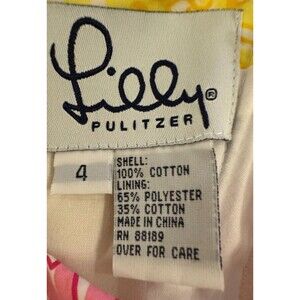 Lilly®
PULITZER
4
SHELL:
100% COTTON
LINING:
65% POLYESTER
35% COTTON
MADE IN CHINA
RN 88189
OVER FOR CARE